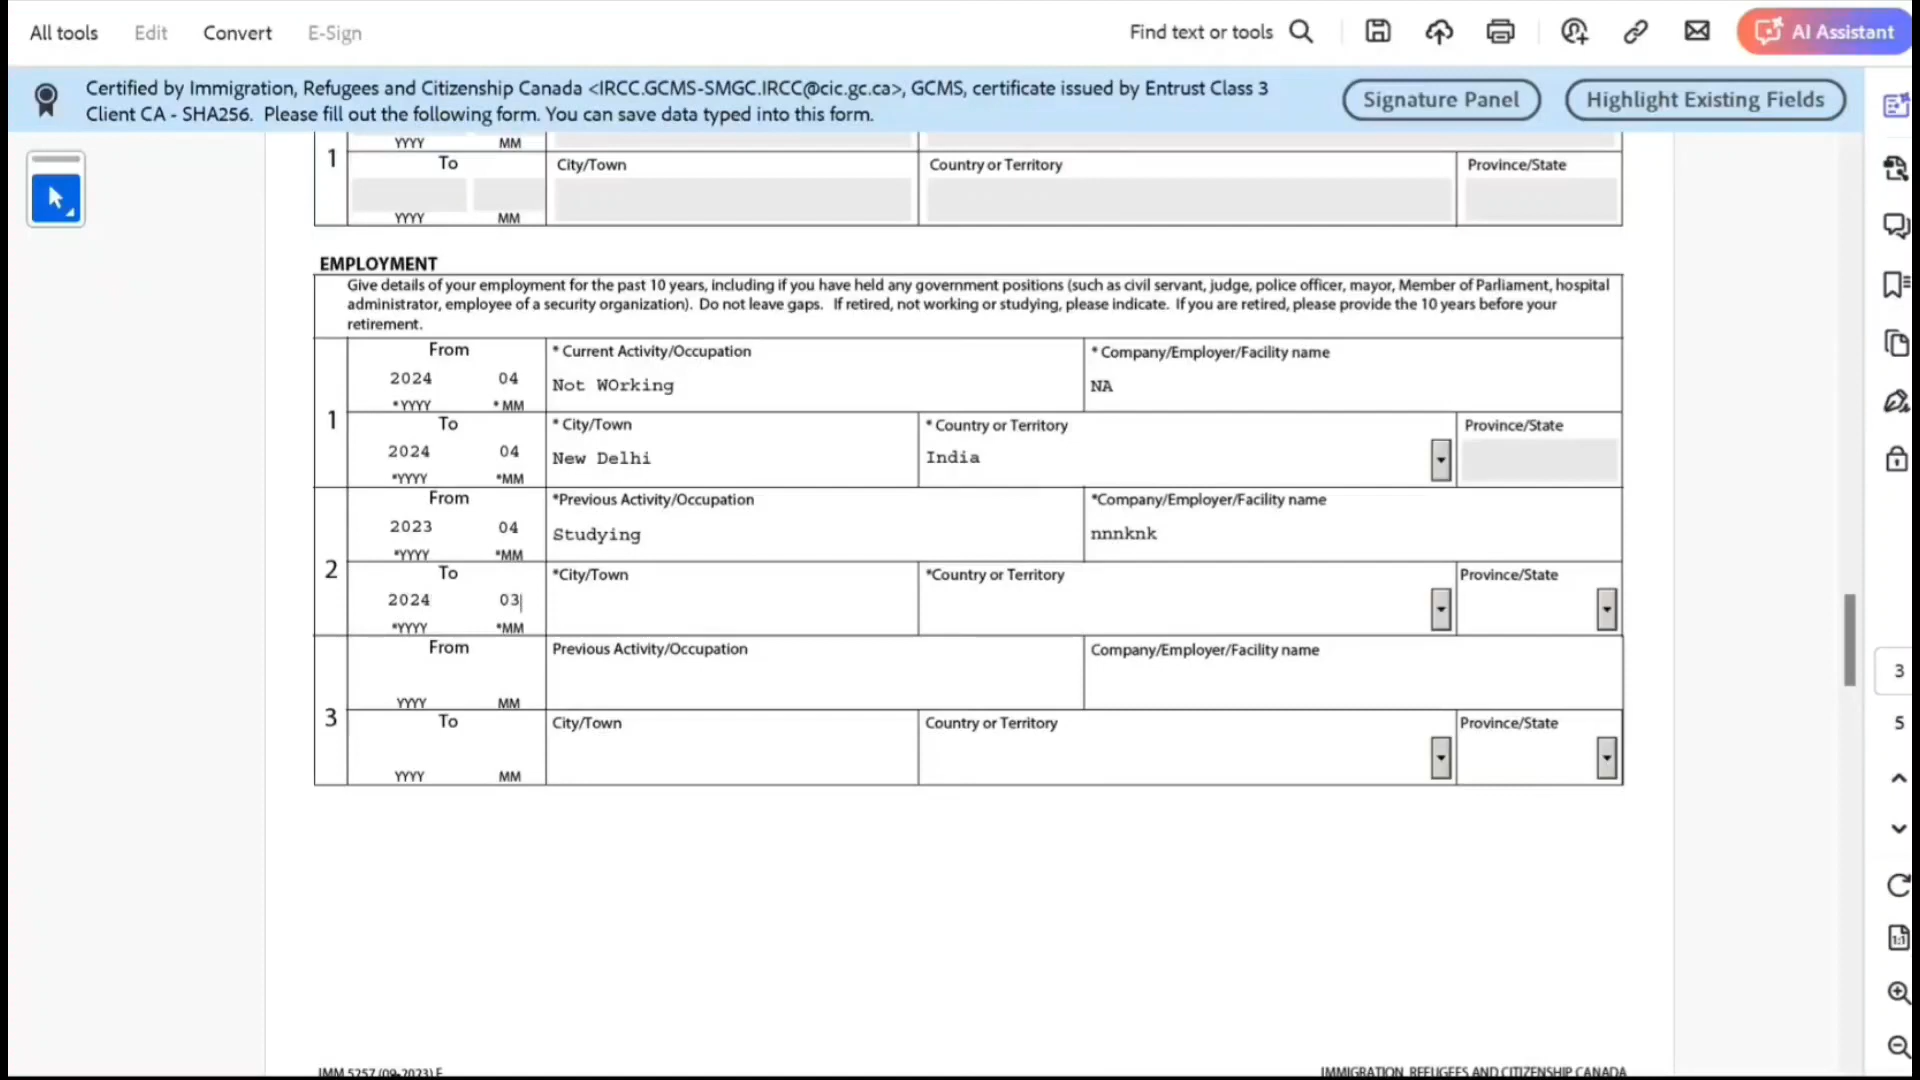 All tools Edit Convert E-Sign Find text or tools AI Assistant
Certified by Immigration, Refugees and Citizenship Canada <IRCC.GCMS-SMGC.IRCC@cic.gc.ca>, GCMS, certificate issued by Entrust Class 3
Client CA - SHA256. Please fill out the following form. You can save data typed into this form.
Signature Panel Highlight Existing Fields
YYYY MM
1 To City/Town Country or Territory Province/State
YYYY MM
EMPLOYMENT
Give details of your employment for the past 10 years, including if you have held any government positions (such as civil servant, judge, police officer, mayor, Member of Parliament, hospital
administrator, employee of a security organization). Do not leave gaps. If retired, not working or studying, please indicate. If you are retired, please provide the 10 years before your
retirement.
From * Current Activity/Occupation * Company/Employer/Facility name
2024 04 Not WOrking NA
*YYYY * MM
1 To * City/Town * Country or Territory Province/State
2024 04 New Delhi India
*YYYY *MM
From *Previous Activity/Occupation *Company/Employer/Facility name
2023 04 Studying nnnknk
*YYYY *MM
2 To *City/Town *Country or Territory Province/State
2024 03
*YYYY *MM
From Previous Activity/Occupation Company/Employer/Facility name
YYYY MM
3 To City/Town Country or Territory Province/State
YYYY MM
3
5
1:1
IMM 5257 (09-2023) E IMMIGRATION, REFUGEES AND CITIZENSHIP CANADA